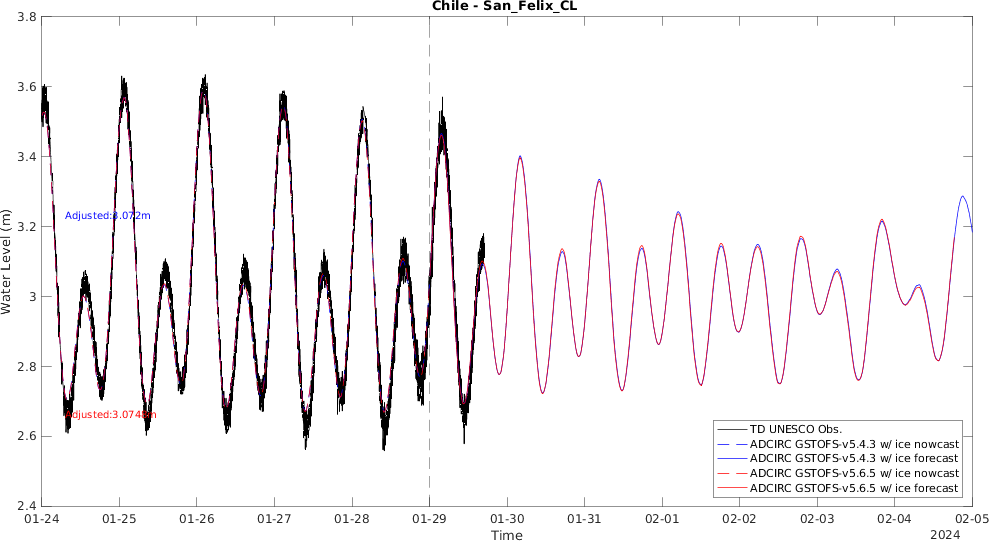 Chile - San_Felix_CL
3.8
3.6
3.4
3.2
3
2.8
2.6
2.4
Water Level (m)
Adjusted:3.072m
TD UNESCO Obs.
ADCIRC GSTOFS-v5.4.3 w/ ice nowcast
ADCIRC GSTOFS-v5.4.3 w/ ice forecast
ADCIRC GSTOFS-v5.6.5 w/ ice nowcast
ADCIRC GSTOFS-v5.6.5 w/ ice forecast
01-24 01-25 01-26 01-27 01-28 01-29 01-30 01-31 02-01 02-02 02-03 02-04 02-05
Time
2024